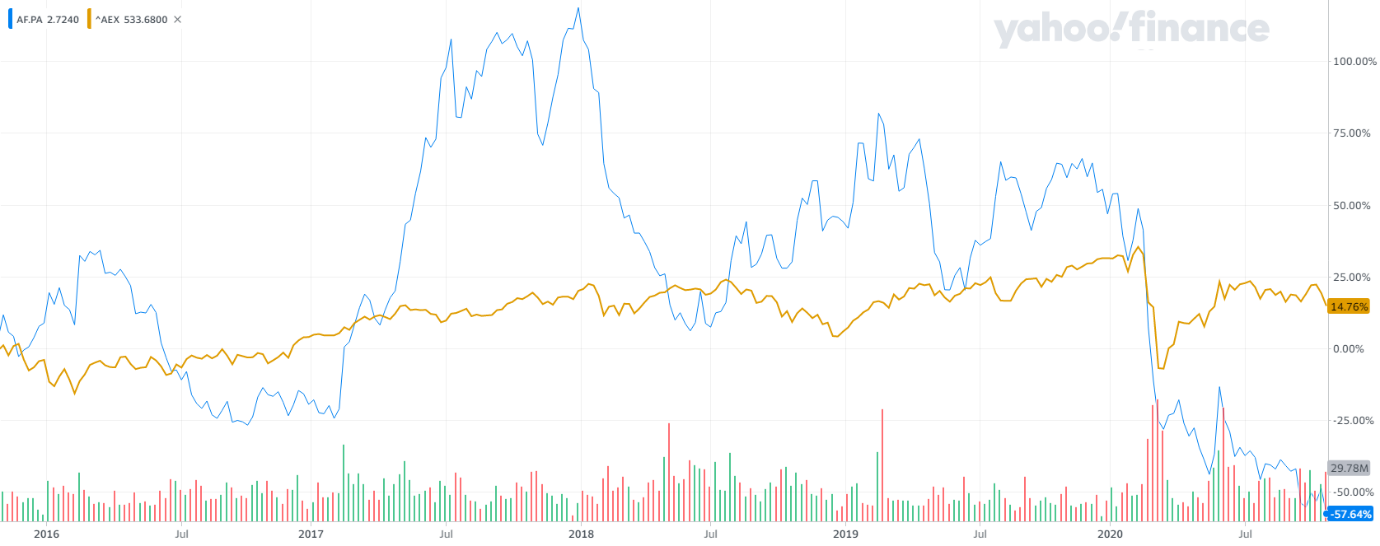 AF.PA 2.7240 ^AEX 533.6800 ✕
yahoo!finance
100.00%
75.00%
50.00%
25.00%
14.76%
0.00%
-25.00%
29.78M
-50.00%
-57.64%
2016 Jul 2017 Jul 2018 Jul 2019 Jul 2020 Jul